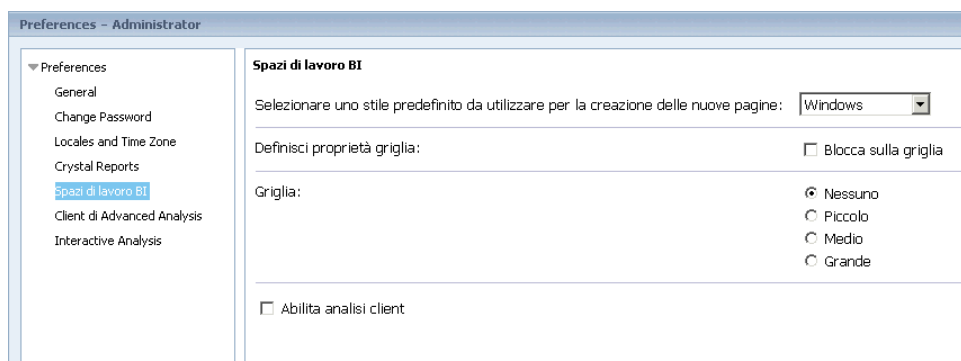 Preferences – Administrator
Preferences
General
Change Password
Locales and Time Zone
Crystal Reports
Spazi di lavoro BI
Client di Advanced Analysis
Interactive Analysis
Spazi di lavoro BI
Selezionare uno stile predefinito da utilizzare per la creazione delle nuove pagine: Windows
Definisci proprietà griglia: Blocca sulla griglia
Griglia: Nessuno
Piccolo
Medio
Grande
Abilita analisi client